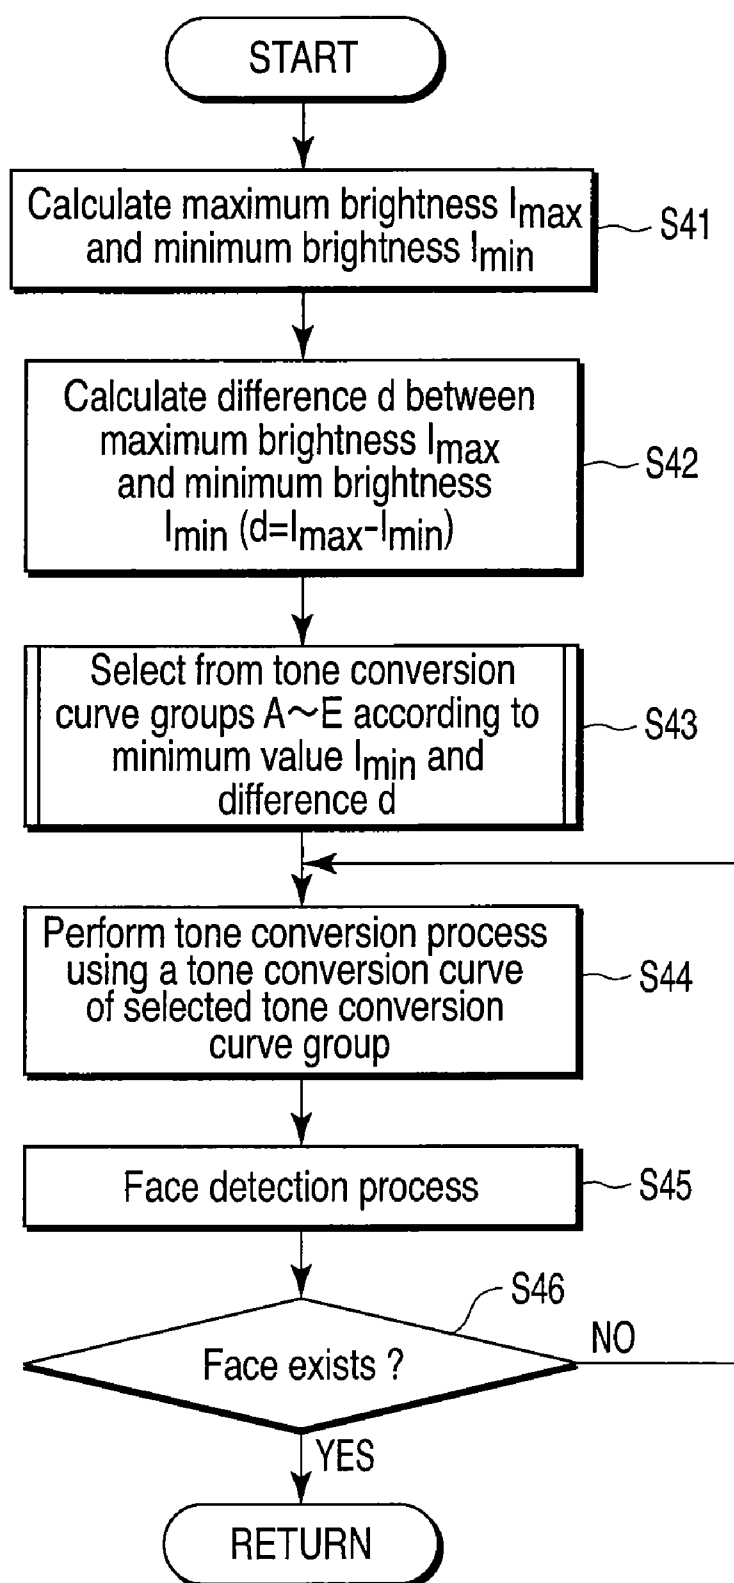 START
Calculate maximum brightness Imax
and minimum brightness Imin
S41
Calculate difference d between
maximum brightness Imax
and minimum brightness
Imin (d=Imax-Imin)
S42
Select from tone conversion
curve groups A~E according to
minimum value Imin and
difference d
S43
Perform tone conversion process
using a tone conversion curve
of selected tone conversion
curve group
S44
Face detection process
S45
S46
Face exists ?
NO
YES
RETURN